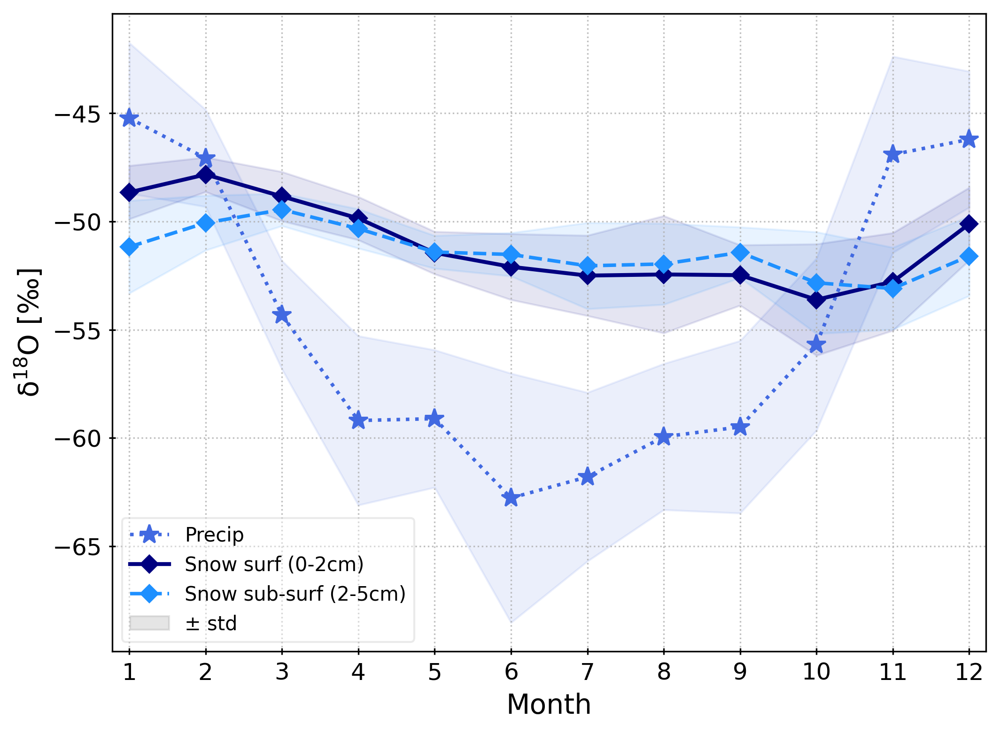 δ¹⁸O [‰]
−45
−50
−55
−60
−65
Precip
Snow surf (0-2cm)
Snow sub-surf (2-5cm)
± std
1 2 3 4 5 6 7 8 9 10 11 12
Month